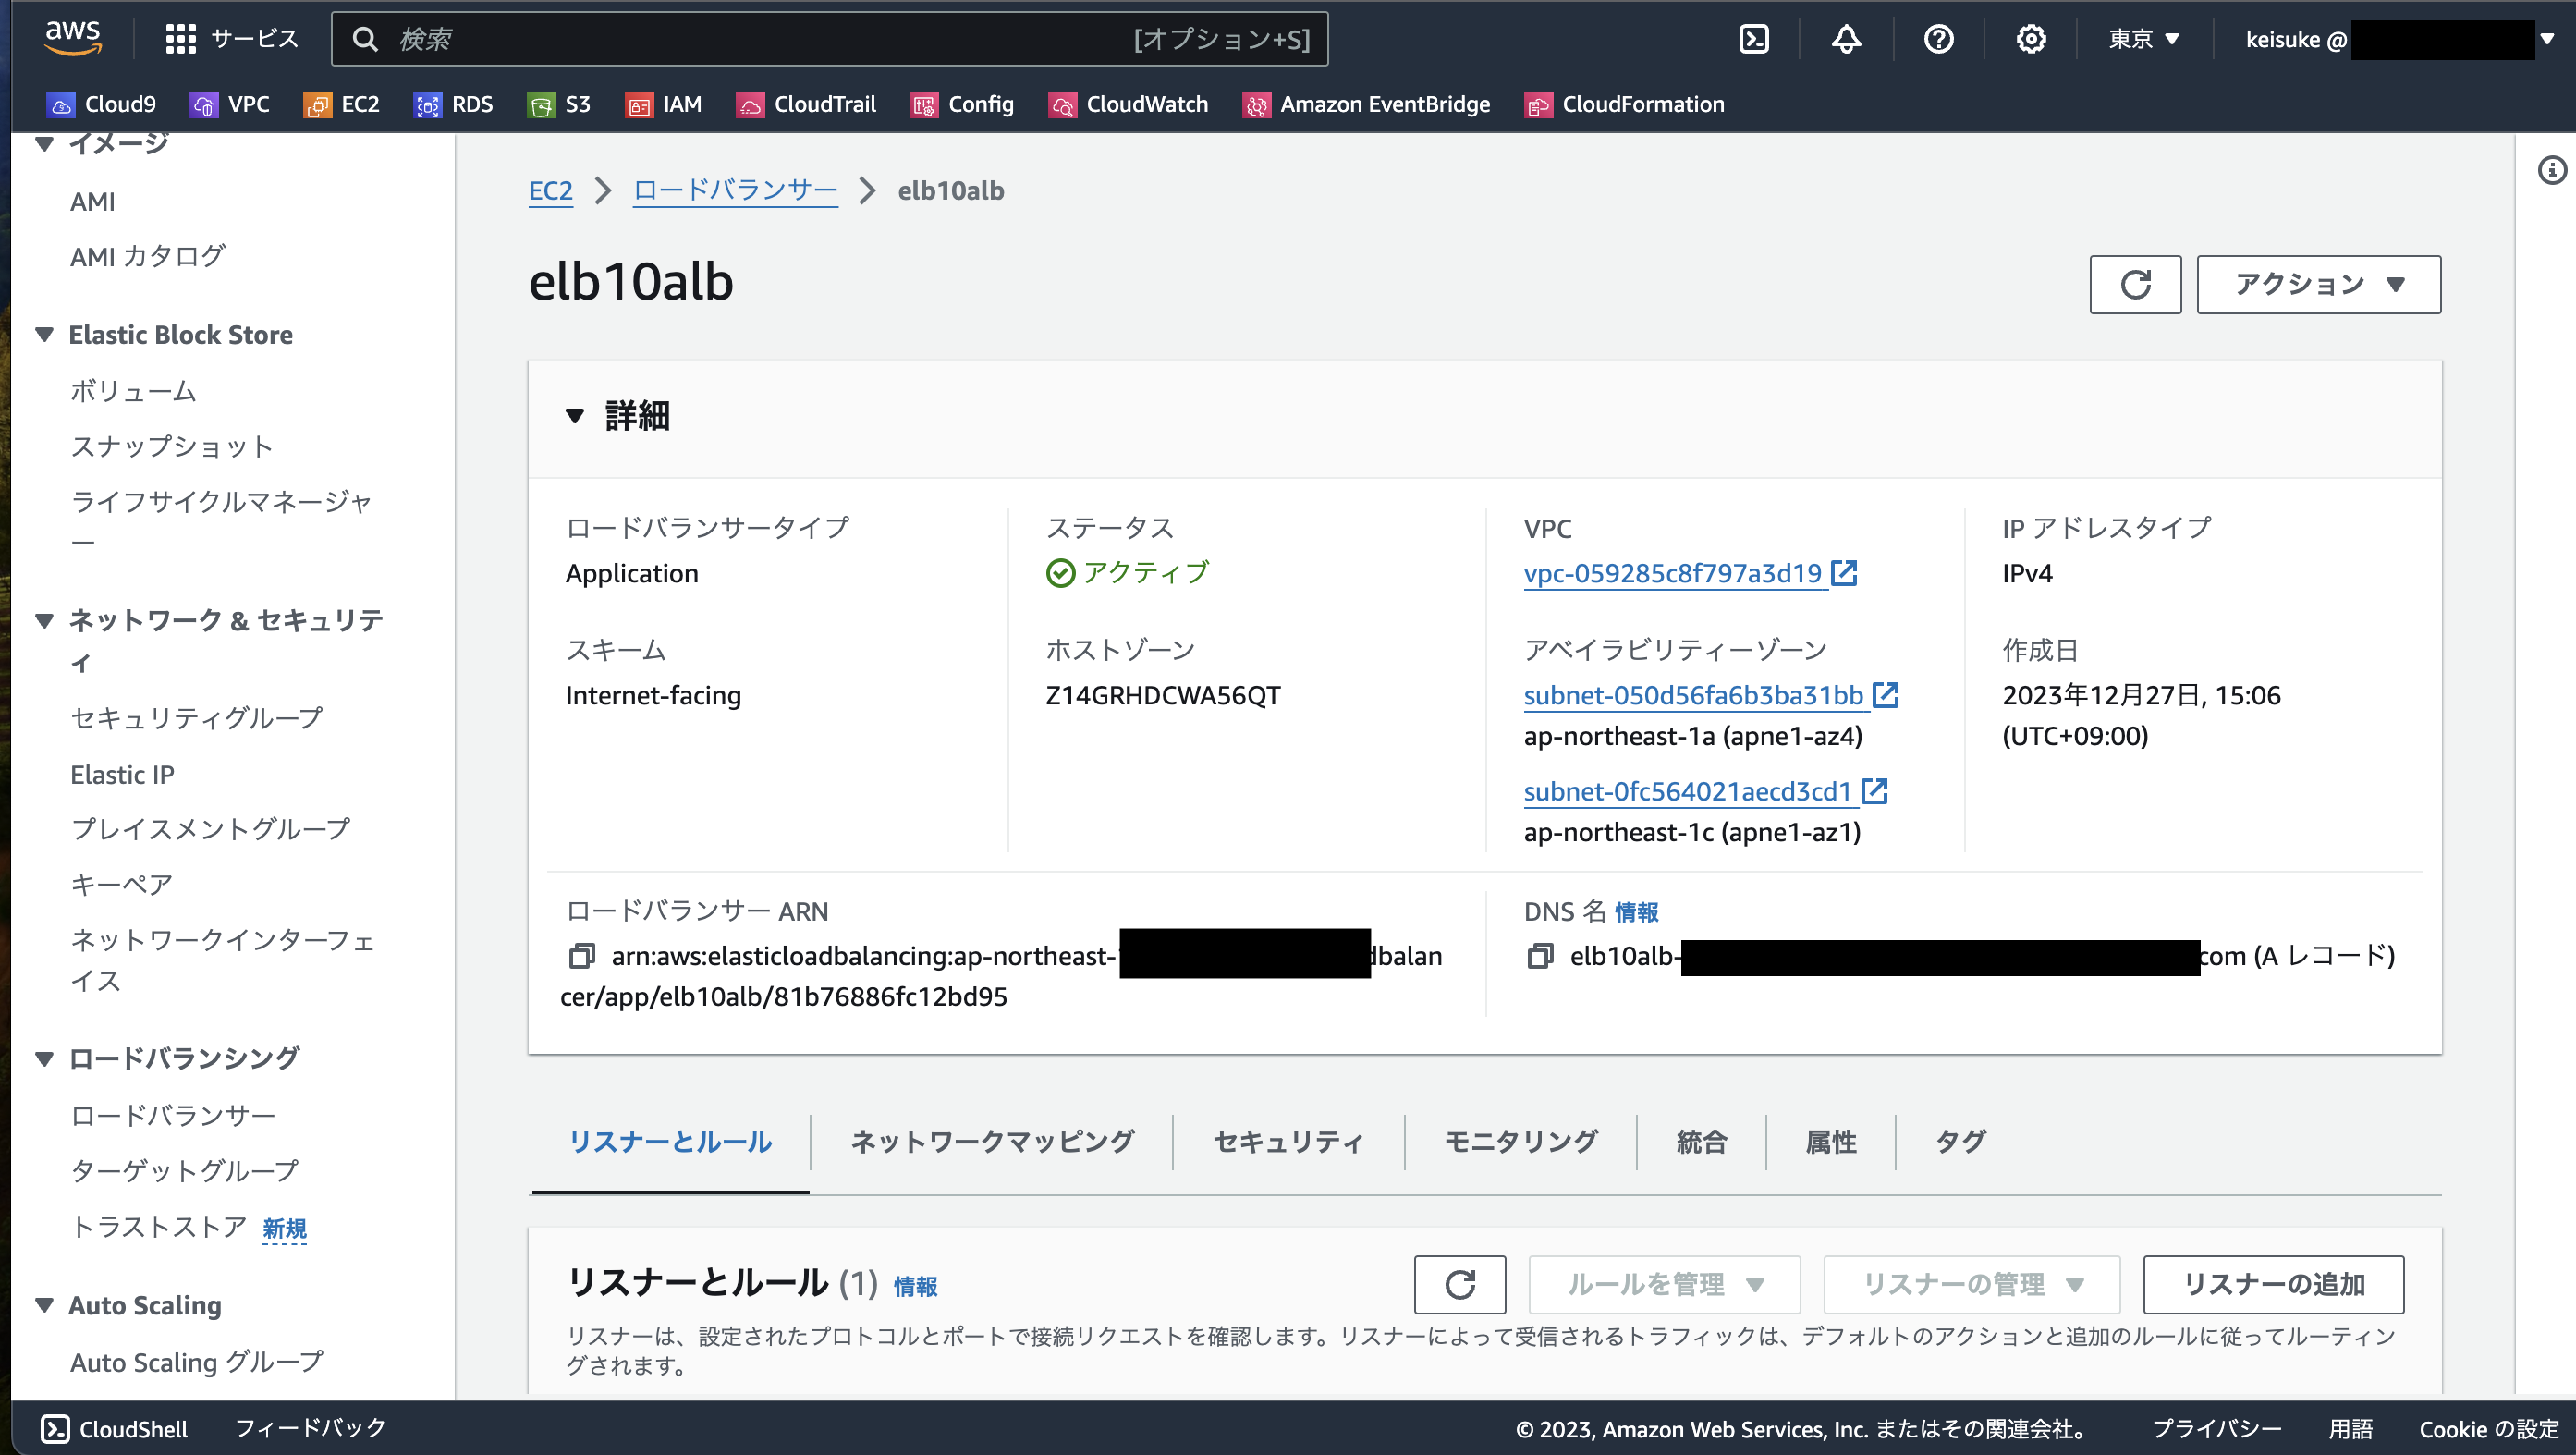 aws
サービス
検索
[オプション+S]
東京
keisuke @
Cloud9
VPC
EC2
RDS
S3
IAM
CloudTrail
Config
CloudWatch
Amazon EventBridge
CloudFormation
イメージ
AMI
AMI カタログ
Elastic Block Store
ボリューム
スナップショット
ライフサイクルマネージャ
ー
ネットワーク & セキュリテ
ィ
セキュリティグループ
Elastic IP
プレイスメントグループ
キーペア
ネットワークインターフェ
イス
ロードバランシング
ロードバランサー
ターゲットグループ
トラストストア 新規
Auto Scaling
Auto Scaling グループ
EC2
ロードバランサー
elb10alb
elb10alb
アクション
詳細
ロードバランサータイプ
Application
スキーム
Internet-facing
ステータス
アクティブ
ホストゾーン
Z14GRHDCWA56QT
VPC
vpc-059285c8f797a3d19
アベイラビリティーゾーン
subnet-050d56fa6b3ba31bb
ap-northeast-1a (apne1-az4)
subnet-0fc564021aecd3cd1
ap-northeast-1c (apne1-az1)
IP アドレスタイプ
IPv4
作成日
2023年12月27日, 15:06
(UTC+09:00)
ロードバランサー ARN
arn:aws:elasticloadbalancing:ap-northeast- dbalan
cer/app/elb10alb/81b76886fc12bd95
DNS 名 情報
elb10alb- com (A レコード)
リスナーとルール
ネットワークマッピング
セキュリティ
モニタリング
統合
属性
タグ
リスナーとルール (1) 情報
ルールを管理
リスナーの管理
リスナーの追加
リスナーは、設定されたプロトコルとポートで接続リクエストを確認します。リスナーによって受信されるトラフィックは、デフォルトのアクションと追加のルールに従ってルーティン
グされます。
CloudShell
フィードバック
© 2023, Amazon Web Services, Inc. またはその関連会社。
プライバシー
用語
Cookie の設定